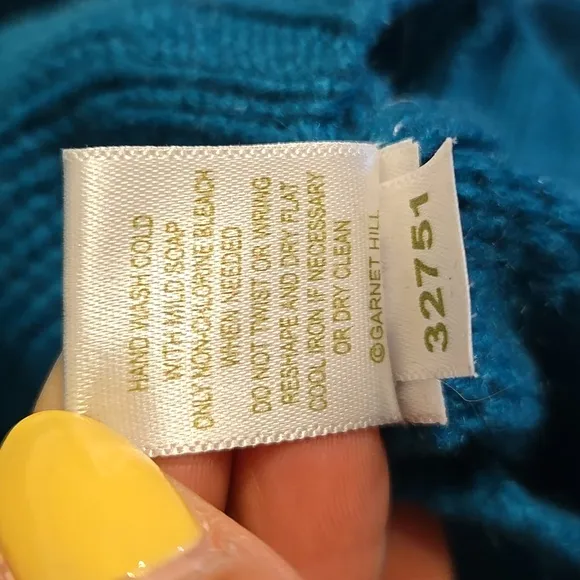 HAND WASH COLD
WITH MILD SOAP
ONLY NON-CHLORINE BLEACH
WHEN NEEDED
DO NOT TWIST OR WRING
RESHAPE AND DRY FLAT
COOL IRON IF NECESSARY
OR DRY CLEAN
©GARNET HILL
32751